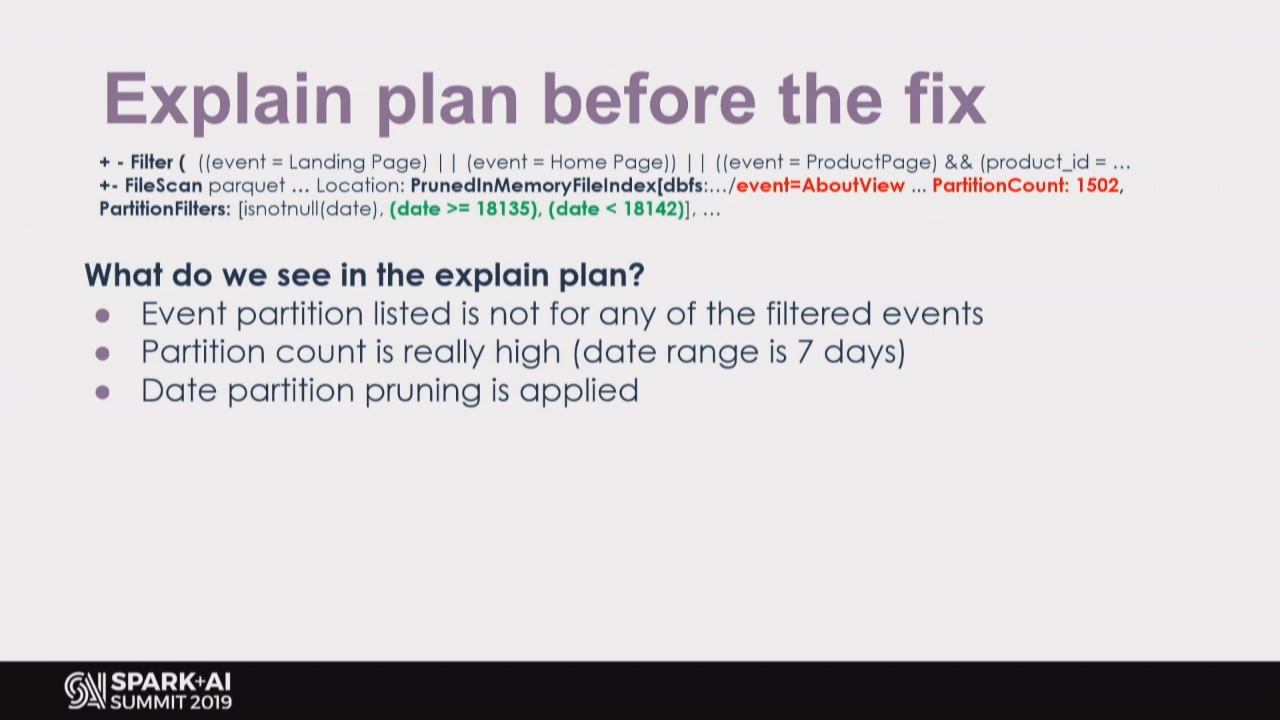 Explain plan before the fix
+ - Filter ( ((event = Landing Page) || (event = Home Page)) || ((event = ProductPage) && (product_id = ...
+- FileScan parquet ... Location: PrunedInMemoryFileIndex[dbfs:.../event=AboutView ... PartitionCount: 1502,
PartitionFilters: [isnotnull(date), (date >= 18135), (date < 18142)], ...
What do we see in the explain plan?
● Event partition listed is not for any of the filtered events
● Partition count is really high (date range is 7 days)
● Date partition pruning is applied
SPARK+AI
SUMMIT 2019